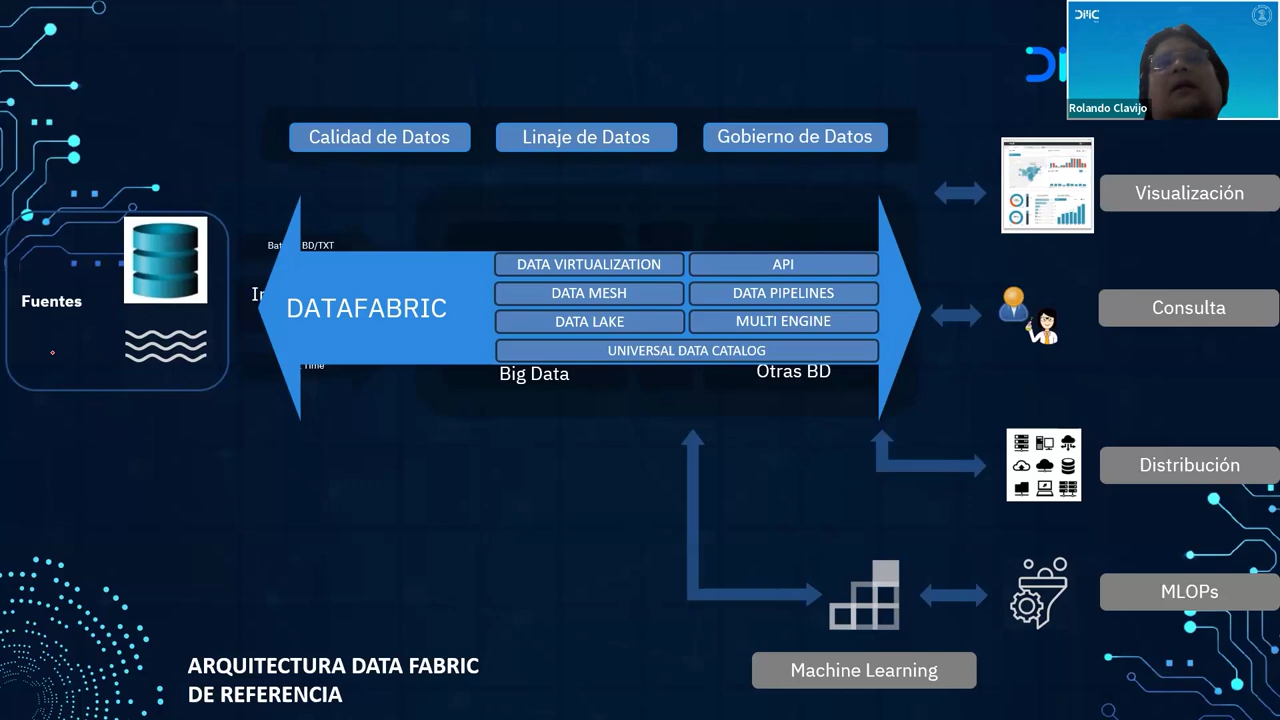 DMC
Rolando Clavijo
Calidad de Datos
Linaje de Datos
Gobierno de Datos
Visualización
BD/TXT
Fuentes
DATAFABRIC
DATA VIRTUALIZATION
API
DATA MESH
DATA PIPELINES
DATA LAKE
MULTI ENGINE
UNIVERSAL DATA CATALOG
Consulta
Time
Big Data
Otras BD
Distribución
MLOPs
Machine Learning
ARQUITECTURA DATA FABRIC
DE REFERENCIA